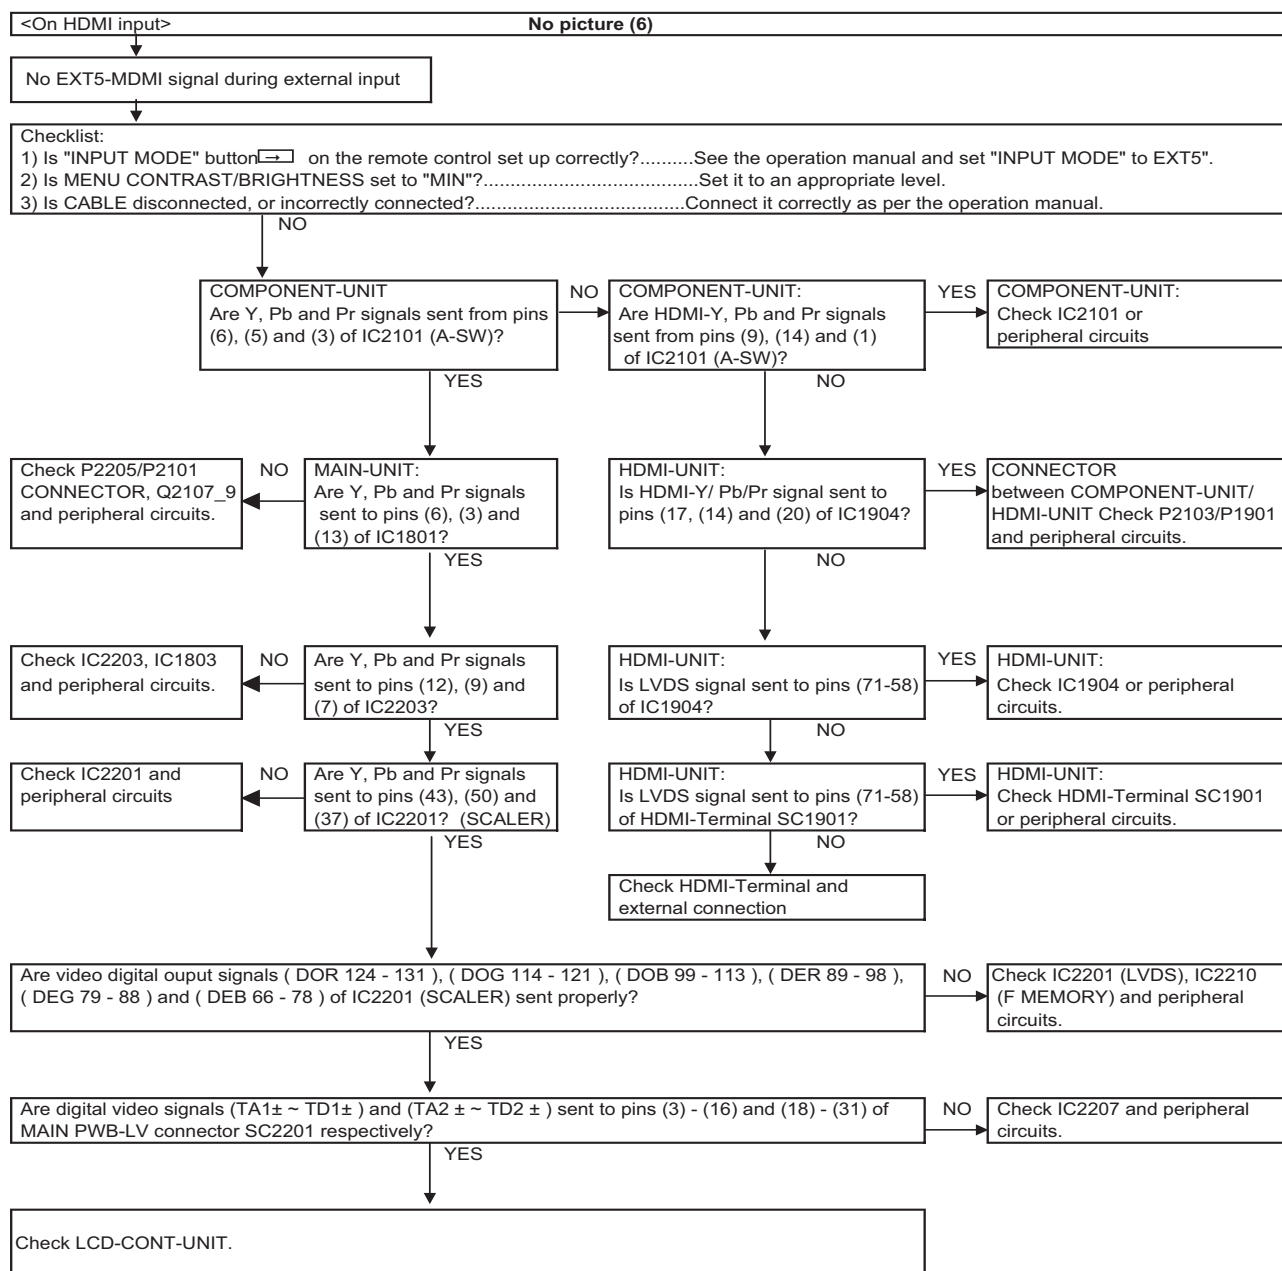 <On HDMI input>
No picture (6)
No EXT5-MDMI signal during external input
Checklist:
1) Is "INPUT MODE" button → on the remote control set up correctly?..........See the operation manual and set "INPUT MODE" to EXT5".
2) Is MENU CONTRAST/BRIGHTNESS set to "MIN"?.........................................Set it to an appropriate level.
3) Is CABLE disconnected, or incorrectly connected?........................................Connect it correctly as per the operation manual.
NO
COMPONENT-UNIT
Are Y, Pb and Pr signals sent from pins
(6), (5) and (3) of IC2101 (A-SW)?
NO
COMPONENT-UNIT:
Are HDMI-Y, Pb and Pr signals
sent from pins (9), (14) and (1)
of IC2101 (A-SW)?
YES
COMPONENT-UNIT:
Check IC2101 or
peripheral circuits
YES
NO
Check P2205/P2101
CONNECTOR, Q2107_9
and peripheral circuits.
NO
MAIN-UNIT:
Are Y, Pb and Pr signals
sent to pins (6), (3) and
(13) of IC1801?
HDMI-UNIT:
Is HDMI-Y/ Pb/Pr signal sent to
pins (17, (14) and (20) of IC1904?
YES
CONNECTOR
between COMPONENT-UNIT/
HDMI-UNIT Check P2103/P1901
and peripheral circuits.
YES
NO
Check IC2203, IC1803
and peripheral circuits.
NO
Are Y, Pb and Pr signals
sent to pins (12), (9) and
(7) of IC2203?
HDMI-UNIT:
Is LVDS signal sent to pins (71-58)
of IC1904?
YES
HDMI-UNIT:
Check IC1904 or peripheral
circuits.
YES
NO
Check IC2201 and
peripheral circuits
NO
Are Y, Pb and Pr signals
sent to pins (43), (50) and
(37) of IC2201? (SCALER)
HDMI-UNIT:
Is LVDS signal sent to pins (71-58)
of HDMI-Terminal SC1901?
YES
HDMI-UNIT:
Check HDMI-Terminal SC1901
or peripheral circuits.
YES
NO
Check HDMI-Terminal and
external connection
Are video digital ouput signals ( DOR 124 - 131 ), ( DOG 114 - 121 ), ( DOB 99 - 113 ), ( DER 89 - 98 ),
( DEG 79 - 88 ) and ( DEB 66 - 78 ) of IC2201 (SCALER) sent properly?
NO
Check IC2201 (LVDS), IC2210
(F MEMORY) and peripheral
circuits.
YES
Are digital video signals (TA1± ~ TD1± ) and (TA2 ± ~ TD2 ± ) sent to pins (3) - (16) and (18) - (31) of
MAIN PWB-LV connector SC2201 respectively?
NO
Check IC2207 and peripheral
circuits.
YES
Check LCD-CONT-UNIT.